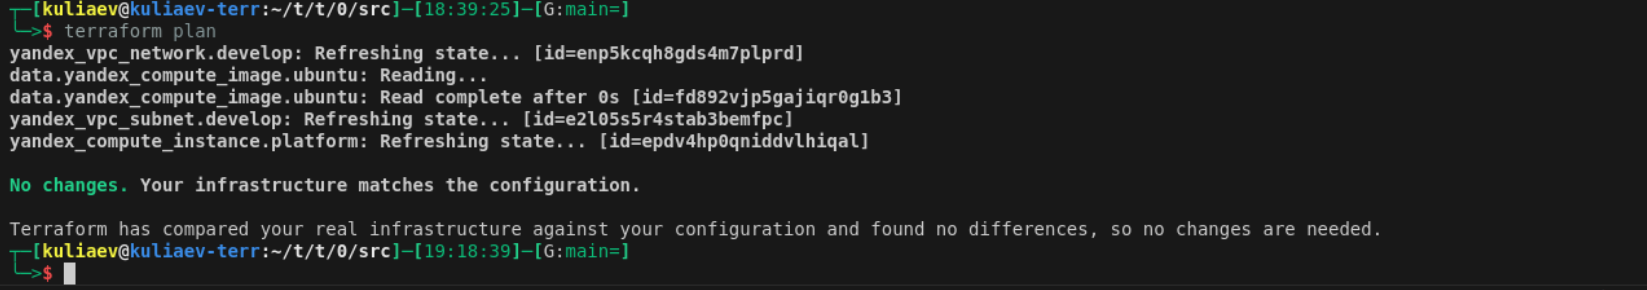 ┬─[kuliaev@kuliaev-terr:~/t/t/0/src]─[18:39:25]─[G:main=]
╰─>$ terraform plan
yandex_vpc_network.develop: Refreshing state... [id=enp5kcqh8gds4m7plprd]
data.yandex_compute_image.ubuntu: Reading...
data.yandex_compute_image.ubuntu: Read complete after 0s [id=fd892vjp5gajiqr0g1b3]
yandex_vpc_subnet.develop: Refreshing state... [id=e2l05s5r4stab3bemfpc]
yandex_compute_instance.platform: Refreshing state... [id=epdv4hp0qniddvlhiqal]
No changes. Your infrastructure matches the configuration.
Terraform has compared your real infrastructure against your configuration and found no differences, so no changes are needed.
┬─[kuliaev@kuliaev-terr:~/t/t/0/src]─[19:18:39]─[G:main=]
╰─>$